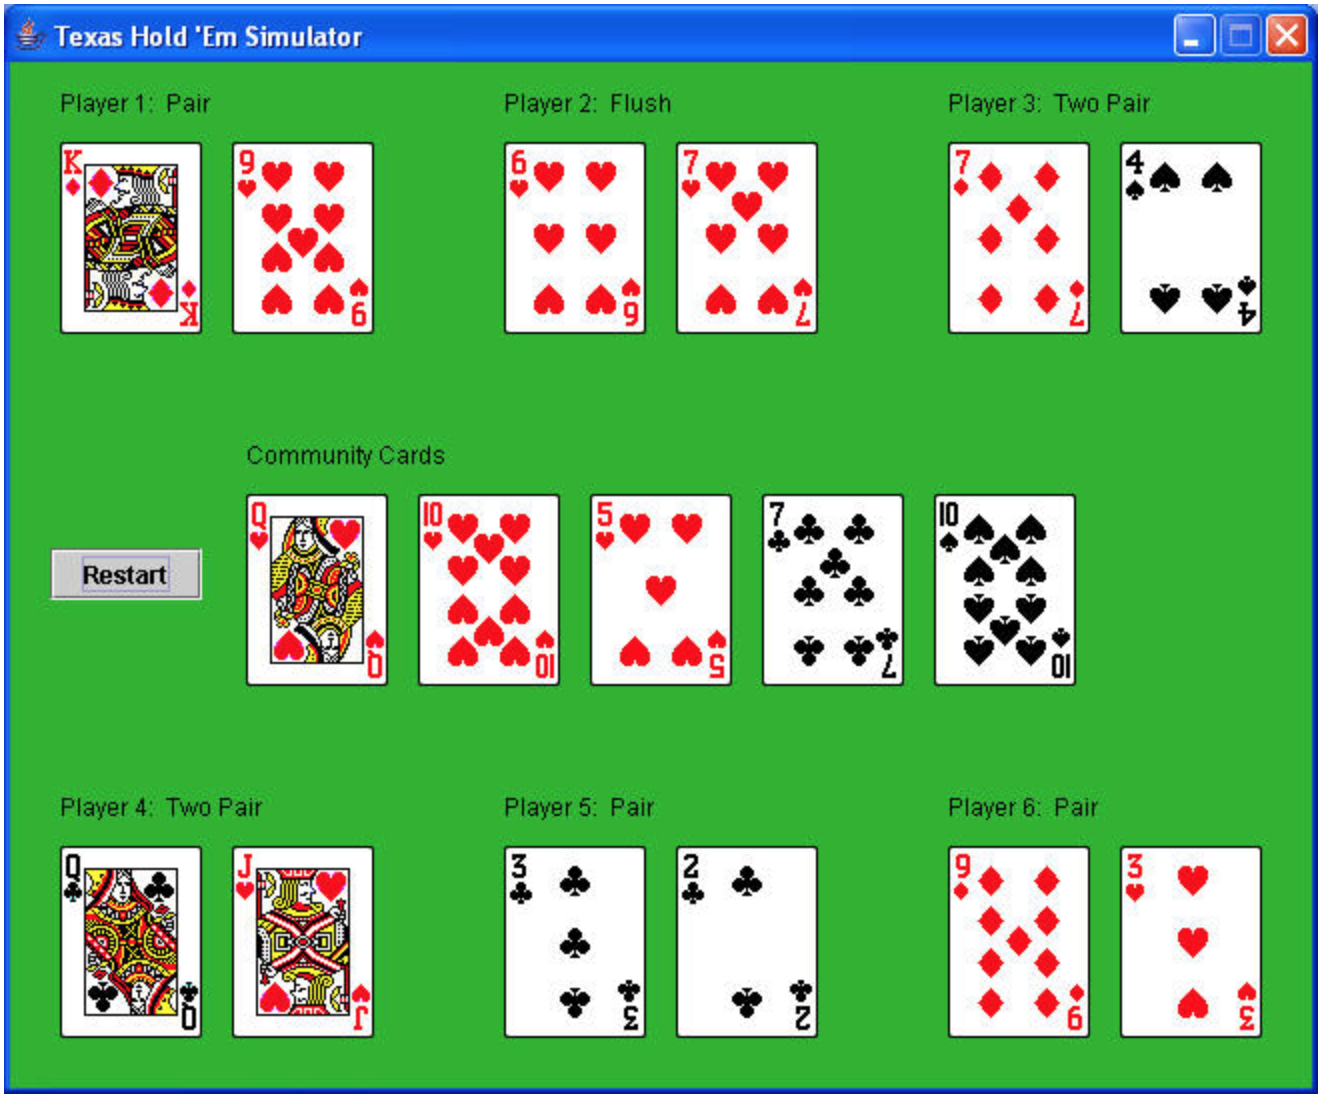 Texas Hold 'Em Simulator
Player 1: Pair
Player 2: Flush
Player 3: Two Pair
K
K
9
9
6
6
7
7
7
7
4
4
Community Cards
Q
Q
10
10
5
5
7
7
10
10
Restart
Player 4: Two Pair
Player 5: Pair
Player 6: Pair
Q
Q
J
J
3
3
2
2
9
9
3
3